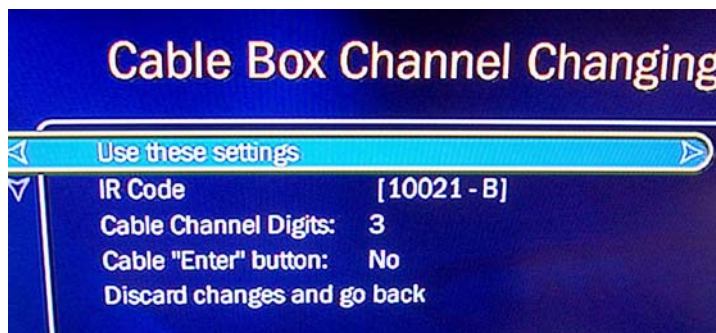 Cable Box Channel Changing
Use these settings
IR Code [10021 - B]
Cable Channel Digits: 3
Cable "Enter" button: No
Discard changes and go back